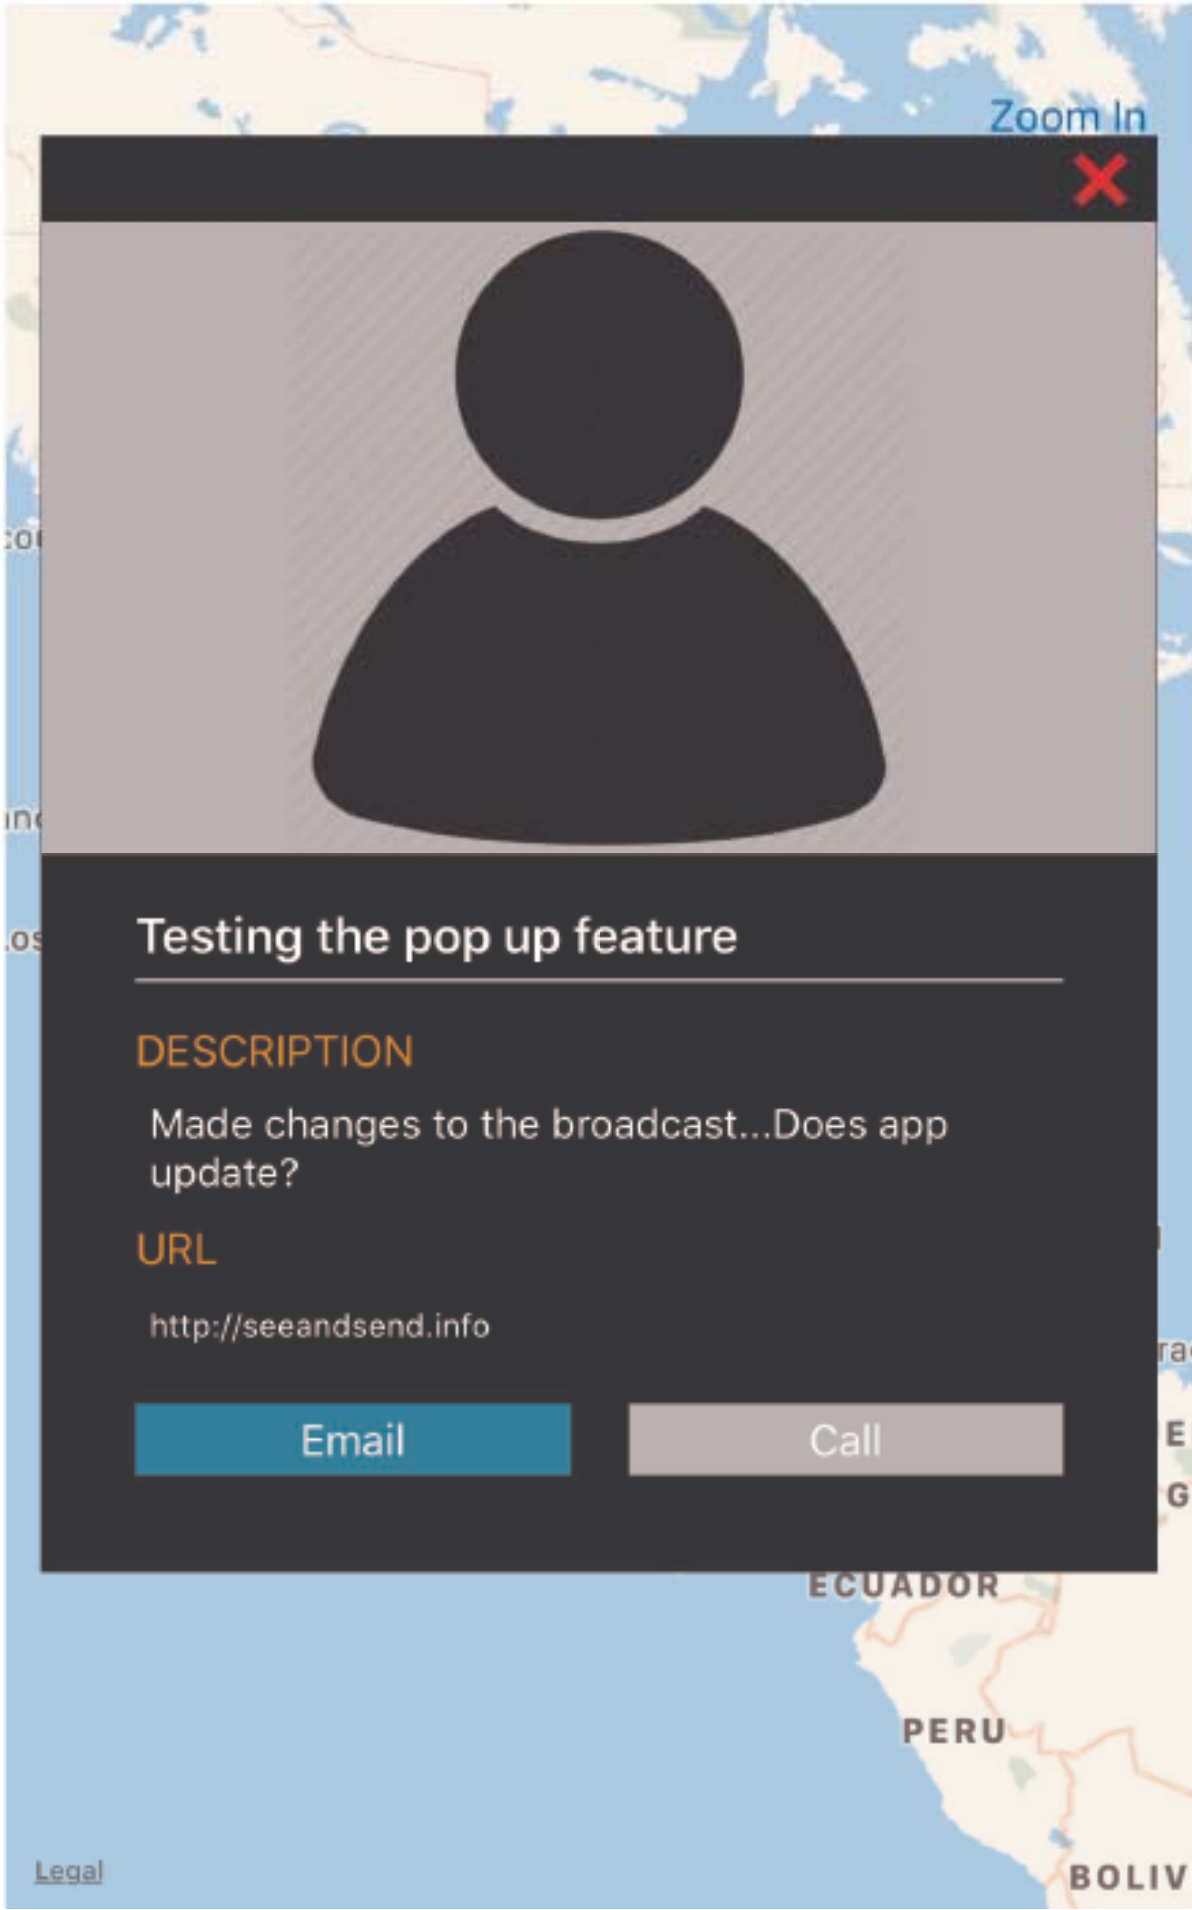 Zoom In
Testing the pop up feature
DESCRIPTION
Made changes to the broadcast...Does app
update?
URL
http://seeandsend.info
Email
Call
ECUADOR
PERU
BOLIV
Legal